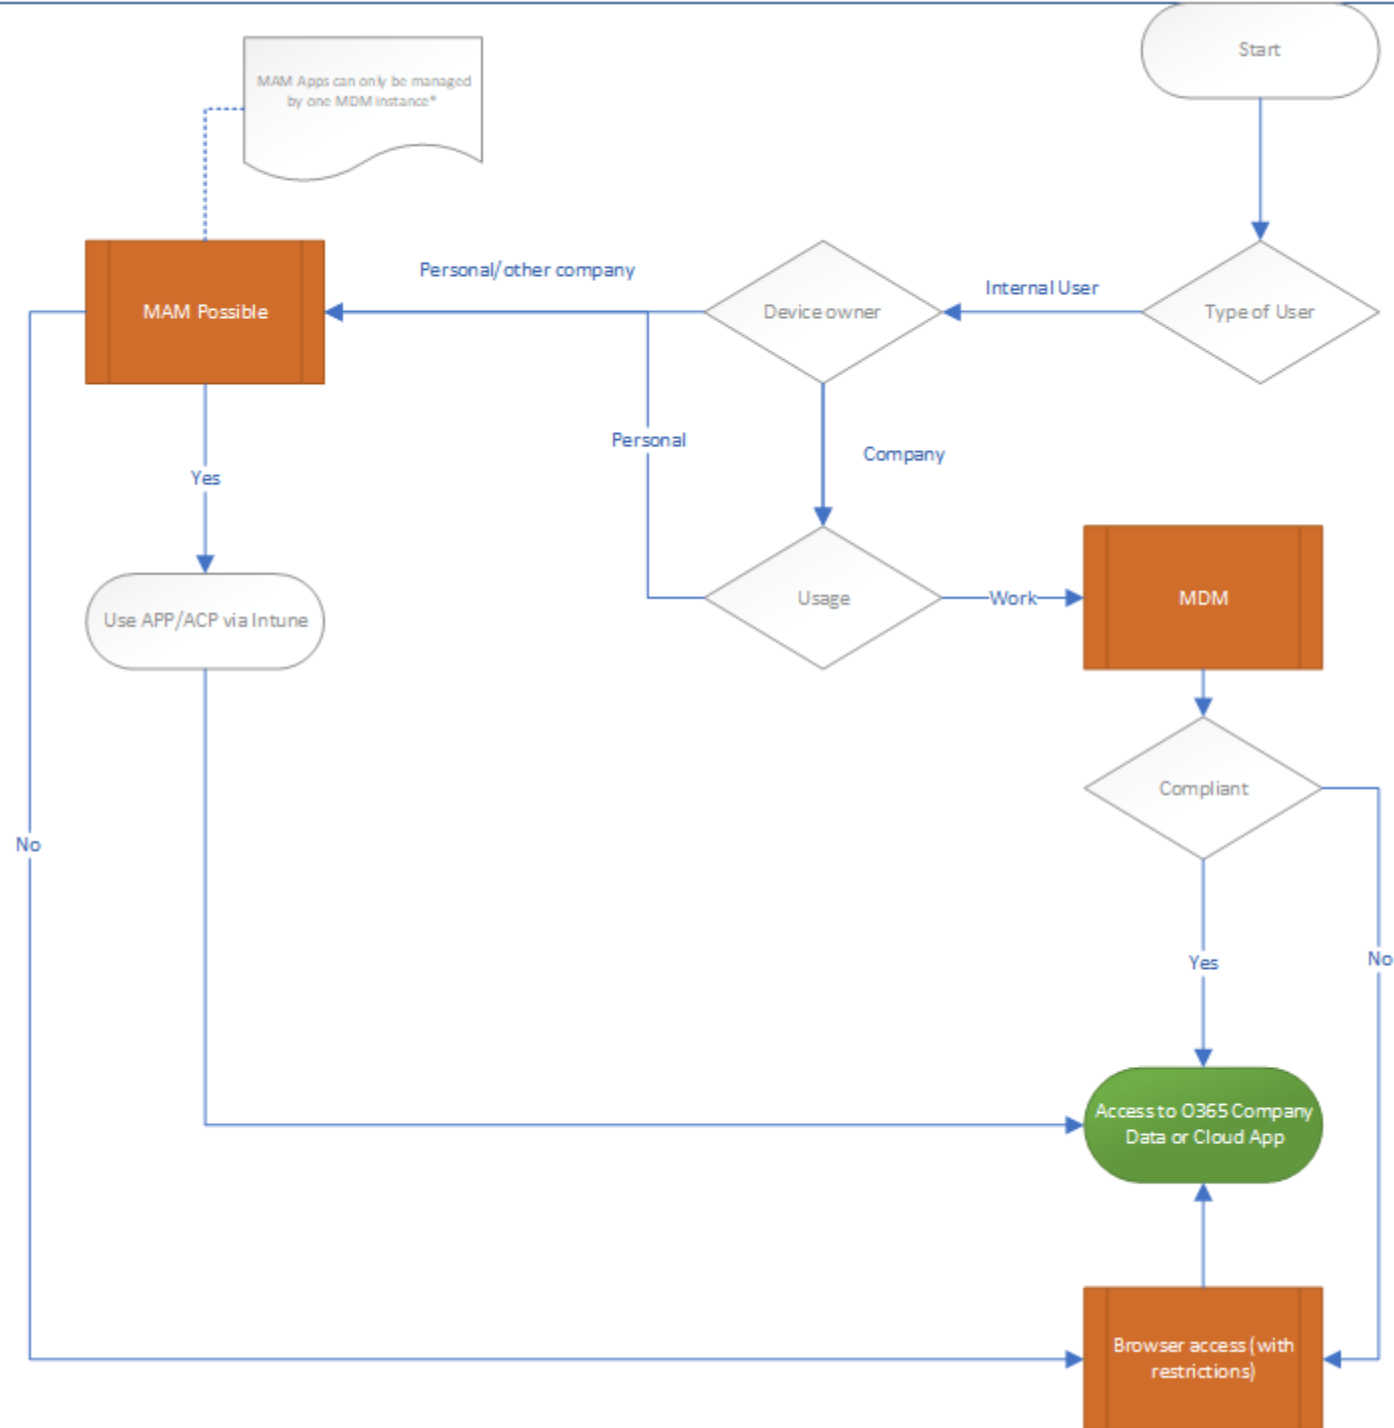 Start
MAM Apps can only be managed
by one MDM instance*
Personal/other company
Internal User
MAM Possible
Device owner
Type of User
Personal
Company
Yes
Usage
Work
MDM
Use APP/ACP via Intune
Compliant
No
Yes
No
Access to O365 Company
Data or Cloud App
Browser access (with
restrictions)